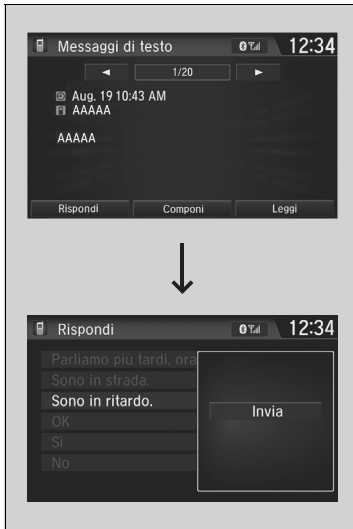 Messaggi di testo 12:34
1/20
Aug. 19 10:43 AM
AAAAA
AAAAA
Rispondi Componi Leggi
Rispondi 12:34
Parliamo più tardi, ora
Sono in strada.
Sono in ritardo.
Invia
OK
Sì
No